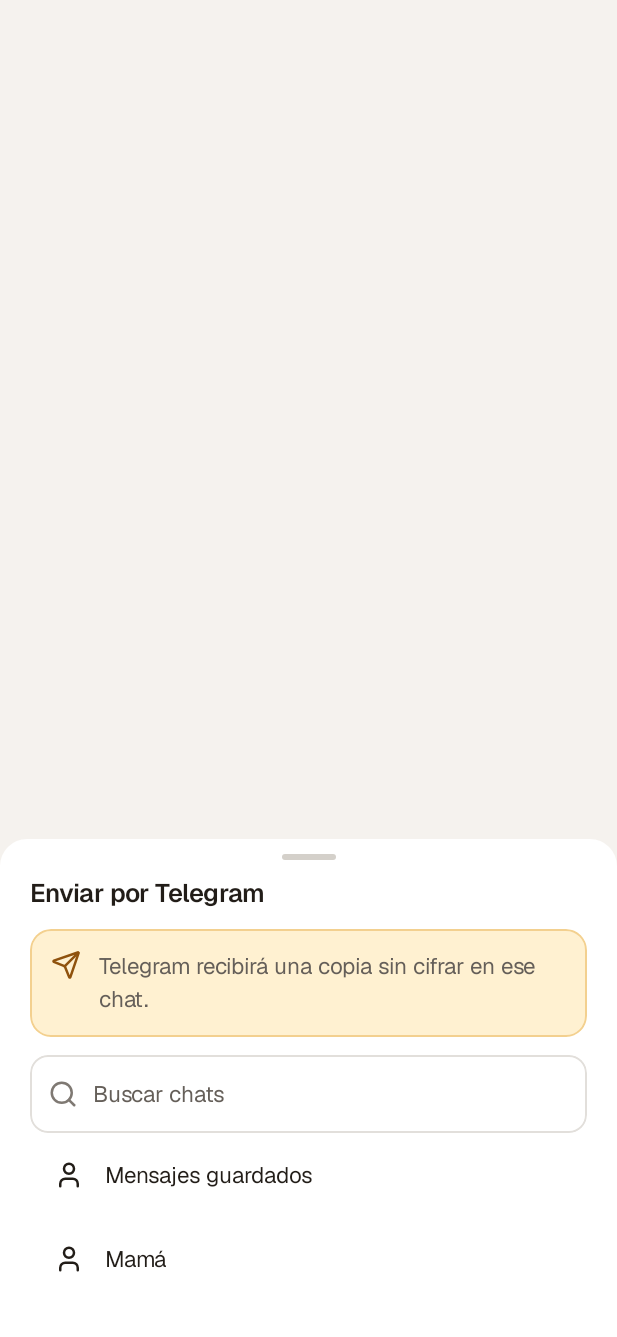 Enviar por Telegram
Telegram recibirá una copia sin cifrar en ese
chat.
Buscar chats
Mensajes guardados
Mamá